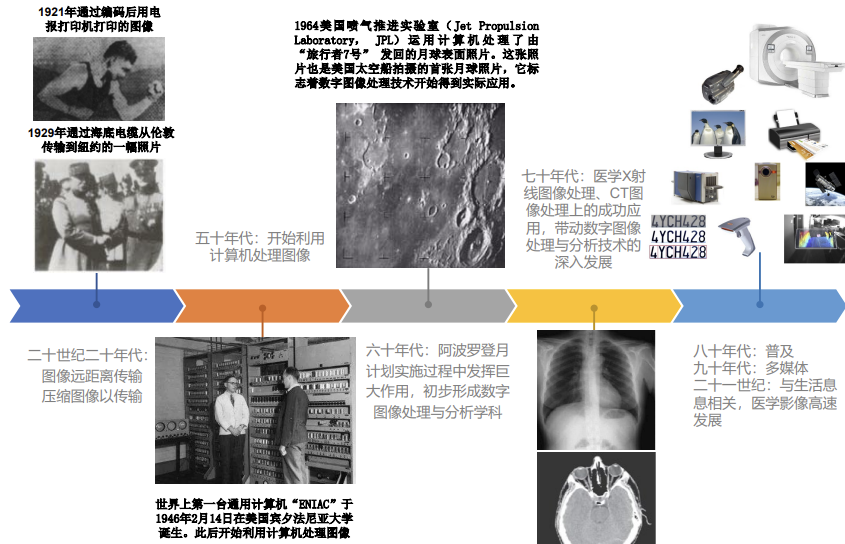 1921年通过编码后用电
报打印机打印的图像
1929年通过海底电缆从伦敦
传输到纽约的一幅照片
1964美国喷气推进实验室（Jet Propulsion
Laboratory， JPL）运用计算机处理了由
“旅行者7号” 发回的月球表面照片。这张照
片也是美国太空船拍摄的首张月球照片，它标
志着数字图像处理技术开始得到实际应用。
五十年代：开始利用
计算机处理图像
七十年代：医学X射
线图像处理、CT图
像处理上的成功应
用，带动数字图像
处理与分析技术的
深入发展
4YCH428
4YCH428
4YCH428
二十世纪二十年代：
图像远距离传输
压缩图像以传输
六十年代：阿波罗登月
计划实施过程中发挥巨
大作用，初步形成数字
图像处理与分析学科
八十年代：普及
九十年代：多媒体
二十一世纪：与生活息
息相关，医学影像高速
发展
世界上第一台通用计算机“ENIAC”于
1946年2月14日在美国宾夕法尼亚大学
诞生。此后开始利用计算机处理图像